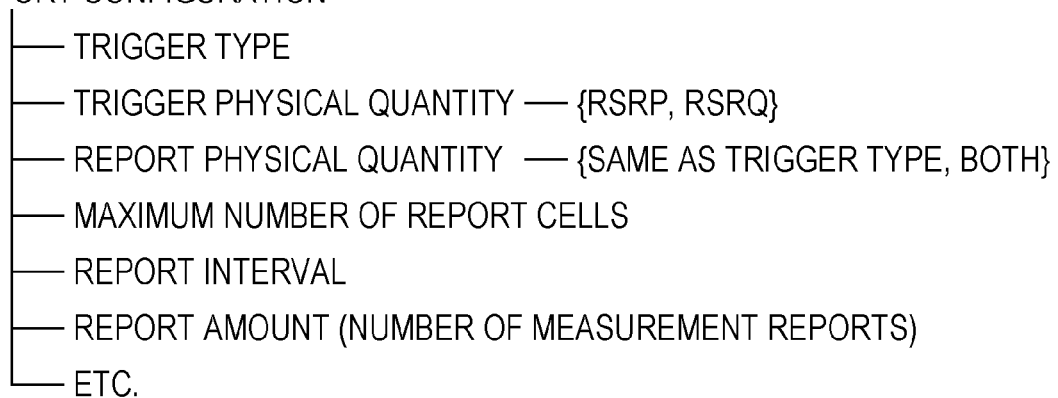 TRIGGER TYPE
TRIGGER PHYSICAL QUANTITY — {RSRP, RSRQ}
REPORT PHYSICAL QUANTITY — {SAME AS TRIGGER TYPE, BOTH}
MAXIMUM NUMBER OF REPORT CELLS
REPORT INTERVAL
REPORT AMOUNT (NUMBER OF MEASUREMENT REPORTS)
ETC.